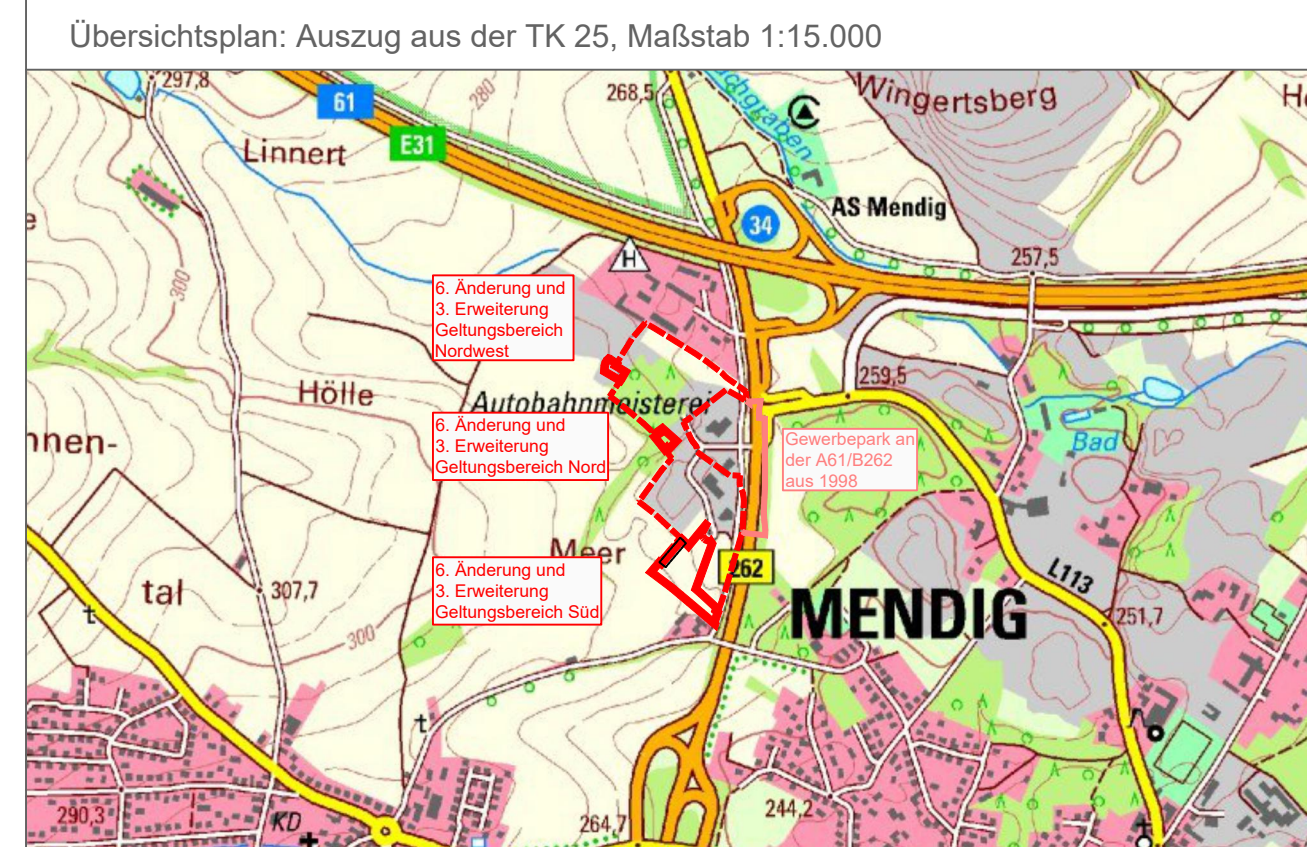 Übersichtsplan: Auszug aus der TK 25, Maßstab 1:15.000
297,8
61
280
268,5
Wingertsberg
Linnert
E31
34
AS Mendig
H
257,5
300
6. Änderung und
3. Erweiterung
Geltungsbereich
Nordwest
Hölle
Autobahnmeisterei
259,5
6. Änderung und
3. Erweiterung
Geltungsbereich Nord
Gewerbepark an
der A61/B262
aus 1998
Bad
nnen-
Meer
262
6. Änderung und
3. Erweiterung
Geltungsbereich Süd
tal
307,7
300
MENDIG
L113
251,7
290,3
KD
264,7
244,2